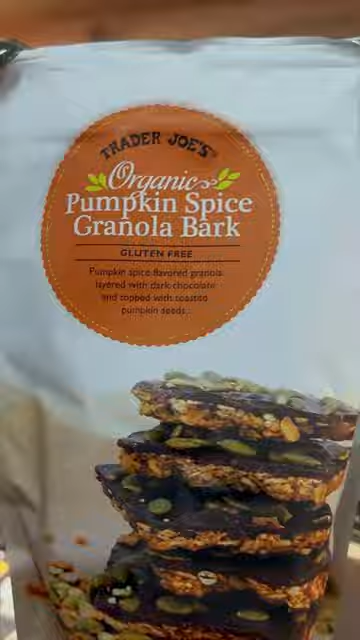 TRADER JOE'S
Organic
Pumpkin Spice
Granola Bark
GLUTEN FREE
Pumpkin spice flavored granola
layered with dark chocolate
and topped with toasted
pumpkin seeds.